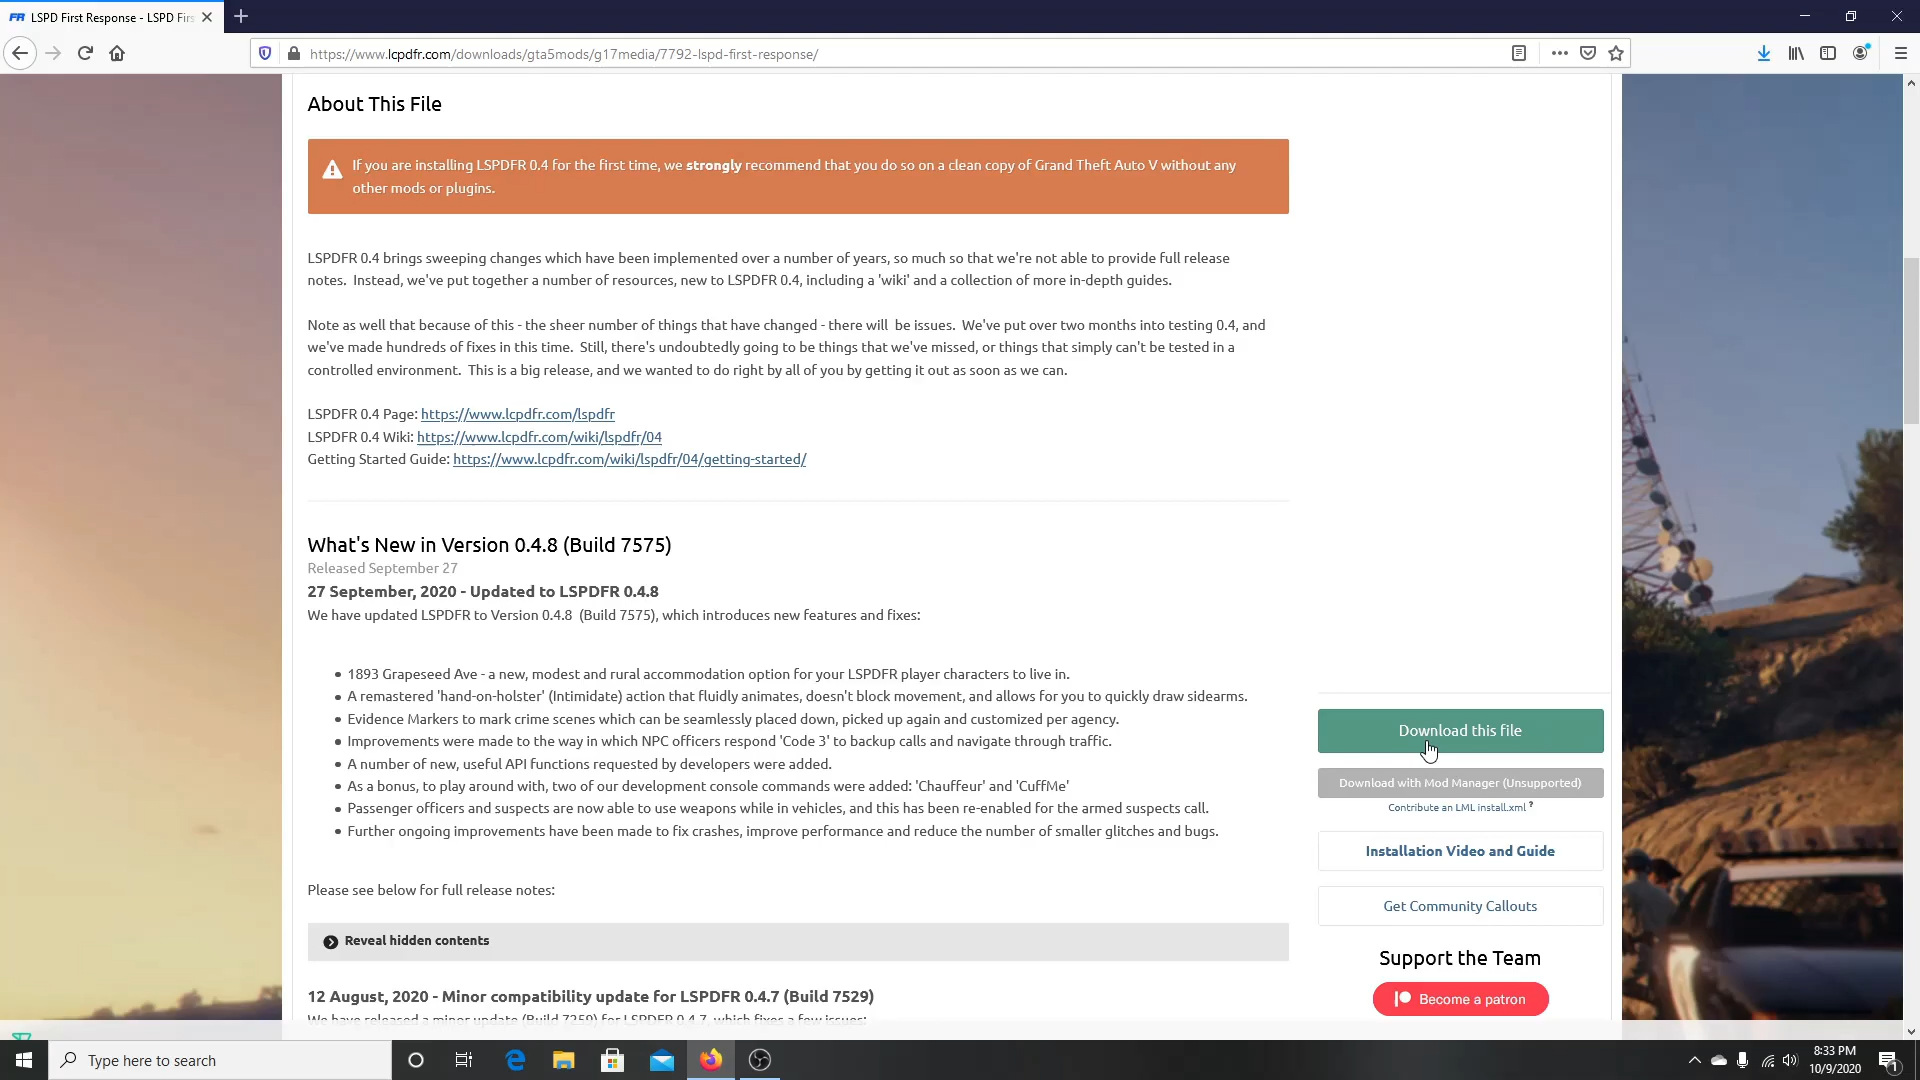 LSPD First Response - LSPD Firs
https://www.lcpdfr.com/downloads/gta5mods/g17media/7792-lspd-first-response/
About This File
If you are installing LSPDFR 0.4 for the first time, we strongly recommend that you do so on a clean copy of Grand Theft Auto V without any
other mods or plugins.
LSPDFR 0.4 brings sweeping changes which have been implemented over a number of years, so much so that we're not able to provide full release
notes.  Instead, we've put together a number of resources, new to LSPDFR 0.4, including a 'wiki' and a collection of more in-depth guides.
Note as well that because of this - the sheer number of things that have changed - there will  be issues.  We've put over two months into testing 0.4, and
we've made hundreds of fixes in this time.  Still, there's undoubtedly going to be things that we've missed, or things that simply can't be tested in a
controlled environment.  This is a big release, and we wanted to do right by all of you by getting it out as soon as we can.
LSPDFR 0.4 Page: https://www.lcpdfr.com/lspdfr
LSPDFR 0.4 Wiki: https://www.lcpdfr.com/wiki/lspdfr/04
Getting Started Guide: https://www.lcpdfr.com/wiki/lspdfr/04/getting-started/
What's New in Version 0.4.8 (Build 7575)
Released September 27
27 September, 2020 - Updated to LSPDFR 0.4.8
We have updated LSPDFR to Version 0.4.8  (Build 7575), which introduces new features and fixes:
• 1893 Grapeseed Ave - a new, modest and rural accommodation option for your LSPDFR player characters to live in.
• A remastered 'hand-on-holster' (Intimidate) action that fluidly animates, doesn't block movement, and allows for you to quickly draw sidearms.
• Evidence Markers to mark crime scenes which can be seamlessly placed down, picked up again and customized per agency.
• Improvements were made to the way in which NPC officers respond 'Code 3' to backup calls and navigate through traffic.
• A number of new, useful API functions requested by developers were added.
• As a bonus, to play around with, two of our development console commands were added: 'Chauffeur' and 'CuffMe'
• Passenger officers and suspects are now able to use weapons while in vehicles, and this has been re-enabled for the armed suspects call.
• Further ongoing improvements have been made to fix crashes, improve performance and reduce the number of smaller glitches and bugs.
Please see below for full release notes:
Reveal hidden contents
12 August, 2020 - Minor compatibility update for LSPDFR 0.4.7 (Build 7529)
We have released a minor update (Build 7259) for LSPDFR 0.4.7, which fixes a few issues:
Download this file
Download with Mod Manager (Unsupported)
Contribute an LML install.xml ?
Installation Video and Guide
Get Community Callouts
Support the Team
Become a patron
Type here to search
8:33 PM
10/9/2020
1